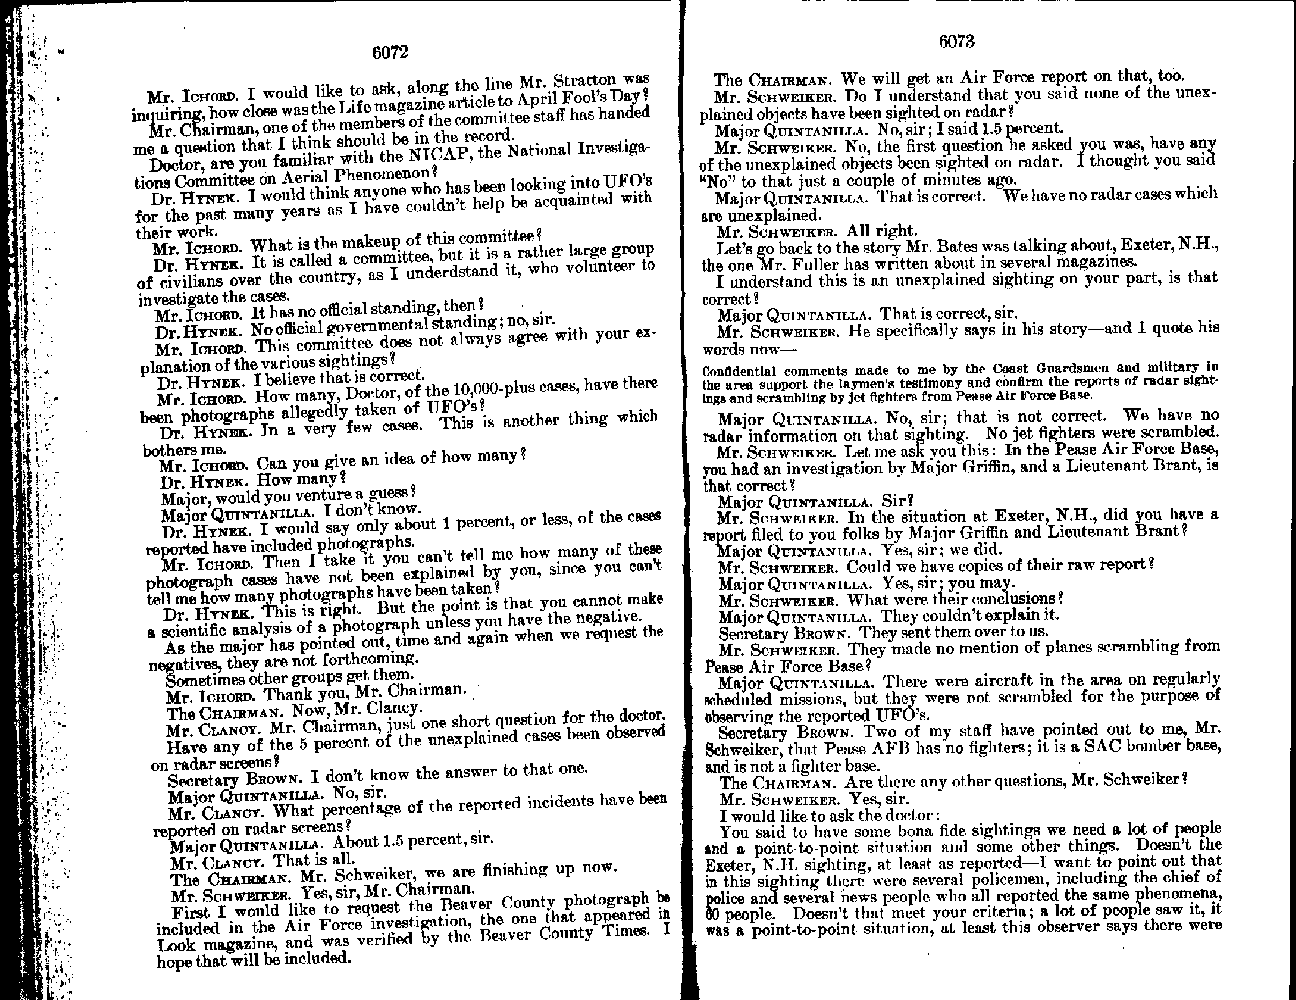 6072
Mr. ICHORD. I would like to ask, along the line Mr. Stratton was
inquiring, how close was the Life magazine article to April Fool's Day?
Mr. Chairman, one of the members of the committee staff has handed
me a question that I think should be in the record.
Doctor, are you familiar with the NICAP, the National Investiga-
tions Committee on Aerial Phenomenon?
Dr. HYNEK. I would think anyone who has been looking into UFO's
for the past many years as I have couldn't help be acquainted with
their work.
Mr. ICHORD. What is the makeup of this committee?
Dr. HYNEK. It is called a committee, but it is a rather large group
of civilians over the country, as I underdstand it, who volunteer to
investigate the cases.
Mr. ICHORD. It has no official standing, then?
Dr. HYNEK. No official governmental standing; no, sir.
Mr. ICHORD. This committee does not always agree with your ex-
planation of the various sightings?
Dr. HYNEK. I believe that is correct.
Mr. ICHORD. How many, Doctor, of the 10,000-plus cases, have there
been photographs allegedly taken of UFO's?
Dr. HYNEK. In a very few cases. This is another thing which
bothers me.
Mr. ICHORD. Can you give an idea of how many?
Dr. HYNEK. How many?
Major, would you venture a guess?
Major QUINTANILLA. I don't know.
Dr. HYNEK. I would say only about 1 percent, or less, of the cases
reported have included photographs.
Mr. ICHORD. Then I take it you can't tell me how many of these
photograph cases have not been explained by you, since you can't
tell me how many photographs have been taken?
Dr. HYNEK. This is right. But the point is that you cannot make
a scientific analysis of a photograph unless you have the negative.
As the major has pointed out, time and again when we request the
negatives, they are not forthcoming.
Sometimes other groups get them.
Mr. ICHORD. Thank you, Mr. Chairman.
The CHAIRMAN. Now, Mr. Clancy.
Mr. CLANCY. Mr. Chairman, just one short question for the doctor.
Have any of the 5 percent of the unexplained cases been observed
on radar screens?
Secretary BROWN. I don't know the answer to that one.
Major QUINTANILLA. No, sir.
Mr. CLANCY. What percentage of the reported incidents have been
reported on radar screens?
Major QUINTANILLA. About 1.5 percent, sir.
Mr. CLANCY. That is all.
The CHAIRMAN. Mr. Schweiker, we are finishing up now.
Mr. SCHWEIKER. Yes, sir, Mr. Chairman.
First I would like to request the Beaver County photograph be
included in the Air Force investigation, the one that appeared in
Look magazine, and was verified by the Beaver County Times. I
hope that will be included.
6073
The CHAIRMAN. We will get an Air Force report on that, too.
Mr. SCHWEIKER. Do I understand that you said none of the unex-
plained objects have been sighted on radar?
Major QUINTANILLA. No, sir; I said 1.5 percent.
Mr. SCHWEIKER. No, the first question he asked you was, have any
of the unexplained objects been sighted on radar. I thought you said
"No" to that just a couple of minutes ago.
Major QUINTANILLA. That is correct. We have no radar cases which
are unexplained.
Mr. SCHWEIKER. All right.
Let's go back to the story Mr. Bates was talking about, Exeter, N.H.,
the one Mr. Fuller has written about in several magazines.
I understand this is an unexplained sighting on your part, is that
correct?
Major QUINTANILLA. That is correct, sir.
Mr. SCHWEIKER. He specifically says in his story—and I quote his
words now—
Confidential comments made to me by the Coast Guardsmen and military in
the area support the laymen's testimony and confirm the reports of radar sight-
ings and scrambling by jet fighters from Pease Air Force Base.
Major QUINTANILLA. No, sir; that is not correct. We have no
radar information on that sighting. No jet fighters were scrambled.
Mr. SCHWEIKER. Let me ask you this: In the Pease Air Force Base,
you had an investigation by Major Griffin, and a Lieutenant Brant, is
that correct?
Major QUINTANILLA. Sir?
Mr. SCHWEIKER. In the situation at Exeter, N.H., did you have a
report filed to you folks by Major Griffin and Lieutenant Brant?
Major QUINTANILLA. Yes, sir; we did.
Mr. SCHWEIKER. Could we have copies of their raw report?
Major QUINTANILLA. Yes, sir; you may.
Mr. SCHWEIKER. What were their conclusions?
Major QUINTANILLA. They couldn't explain it.
Secretary BROWN. They sent them over to us.
Mr. SCHWEIKER. They made no mention of planes scrambling from
Pease Air Force Base?
Major QUINTANILLA. There were aircraft in the area on regularly
scheduled missions, but they were not scrambled for the purpose of
observing the reported UFO's.
Secretary BROWN. Two of my staff have pointed out to me, Mr.
Schweiker, that Pease AFB has no fighters; it is a SAC bomber base,
and is not a fighter base.
The CHAIRMAN. Are there any other questions, Mr. Schweiker?
Mr. SCHWEIKER. Yes, sir.
I would like to ask the doctor:
You said to have some bona fide sightings we need a lot of people
and a point-to-point situation and some other things. Doesn't the
Exeter, N.H. sighting, at least as reported—I want to point out that
in this sighting there were several policemen, including the chief of
police and several news people who all reported the same phenomena,
60 people. Doesn't that meet your criteria; a lot of people saw it, it
was a point-to-point situation, at least this observer says there were